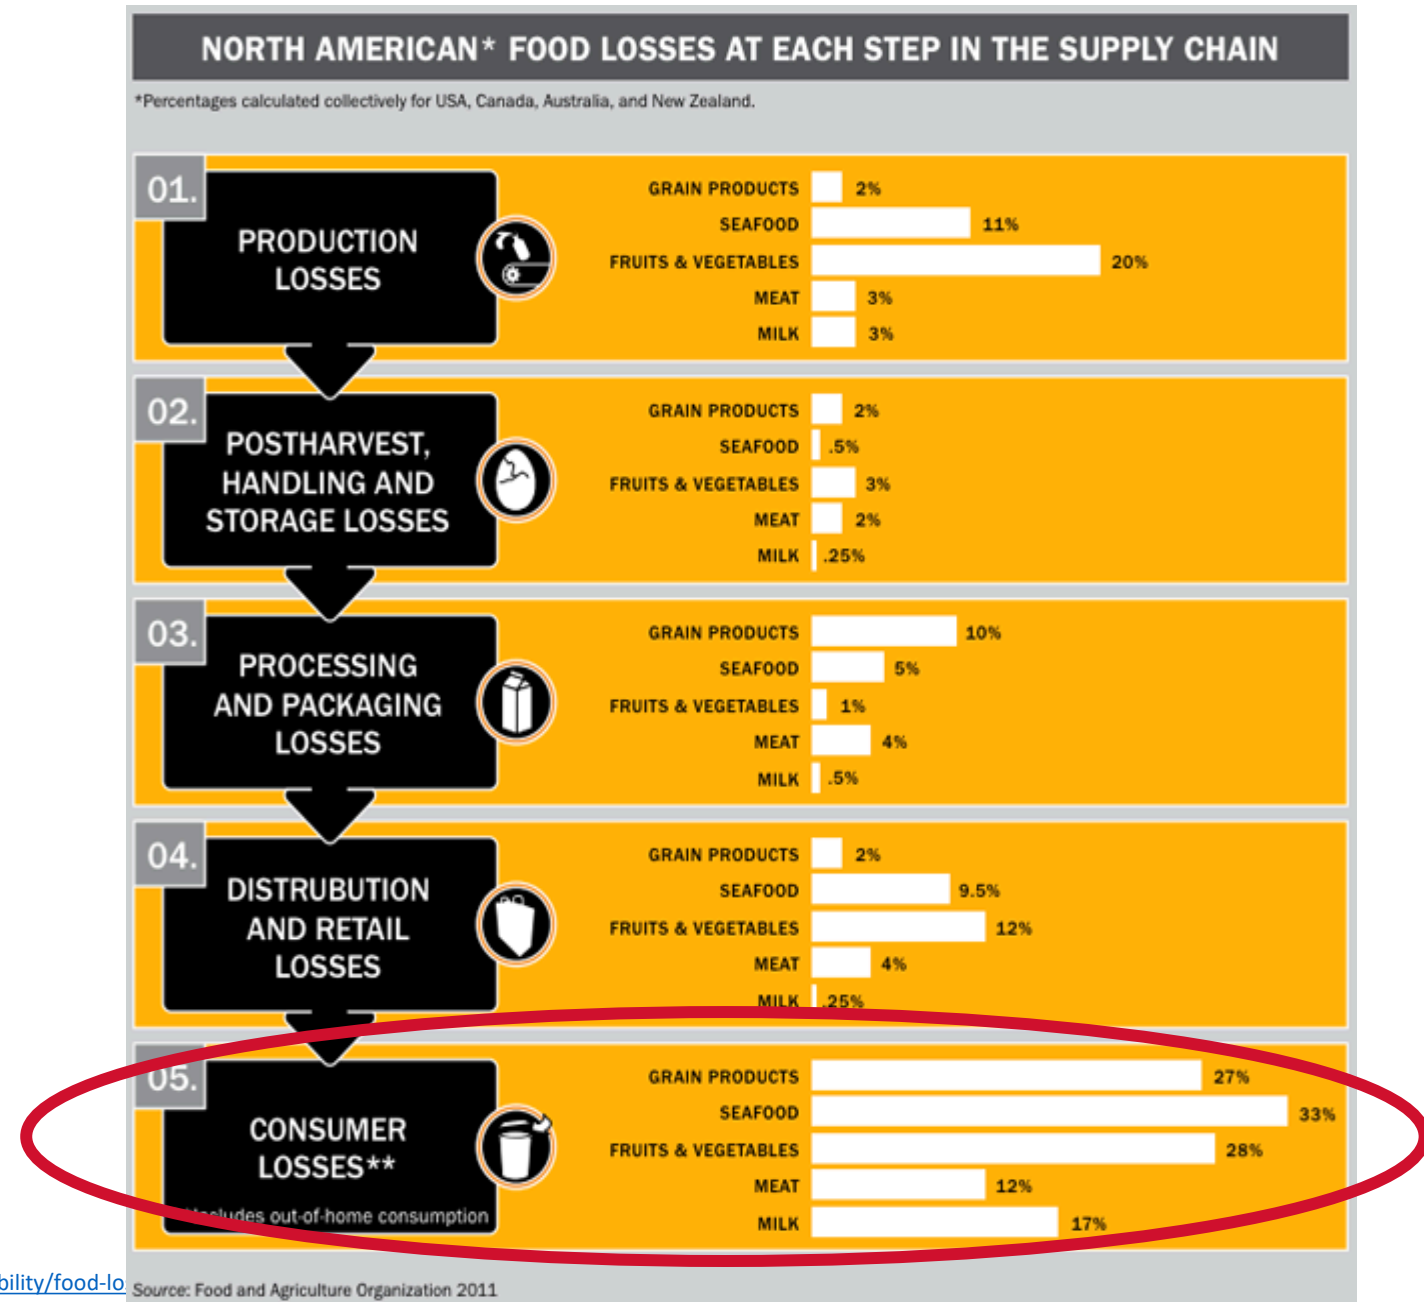 NORTH AMERICAN* FOOD LOSSES AT EACH STEP IN THE SUPPLY CHAIN
*Percentages calculated collectively for USA, Canada, Australia, and New Zealand.
01.
PRODUCTION
LOSSES
GRAIN PRODUCTS 2%
SEAFOOD 11%
FRUITS & VEGETABLES 20%
MEAT 3%
MILK 3%
02.
POSTHARVEST,
HANDLING AND
STORAGE LOSSES
GRAIN PRODUCTS 2%
SEAFOOD .5%
FRUITS & VEGETABLES 3%
MEAT 2%
MILK .25%
03.
PROCESSING
AND PACKAGING
LOSSES
GRAIN PRODUCTS 10%
SEAFOOD 5%
FRUITS & VEGETABLES 1%
MEAT 4%
MILK .5%
04.
DISTRUBUTION
AND RETAIL
LOSSES
GRAIN PRODUCTS 2%
SEAFOOD 9.5%
FRUITS & VEGETABLES 12%
MEAT 4%
MILK .25%
05.
CONSUMER
LOSSES**
out-of-home consumption
GRAIN PRODUCTS 27%
SEAFOOD 33%
FRUITS & VEGETABLES 28%
MEAT 12%
MILK 17%
bility/food-lo
Source: Food and Agriculture Organization 2011